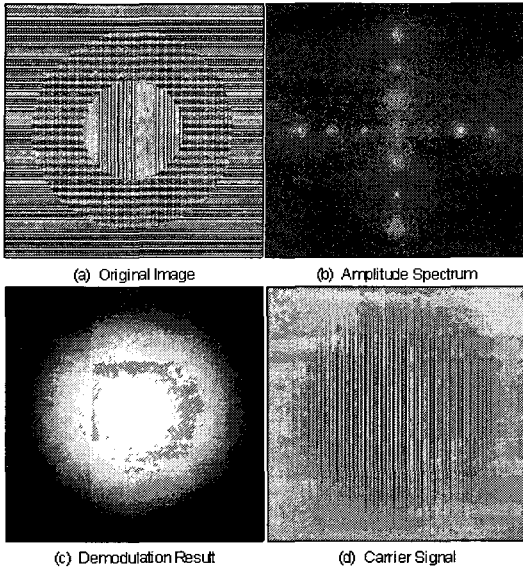 (a) Original Image
(b) Amplitude Spectrum
(c) Demodulation Result
(d) Carrier Signal